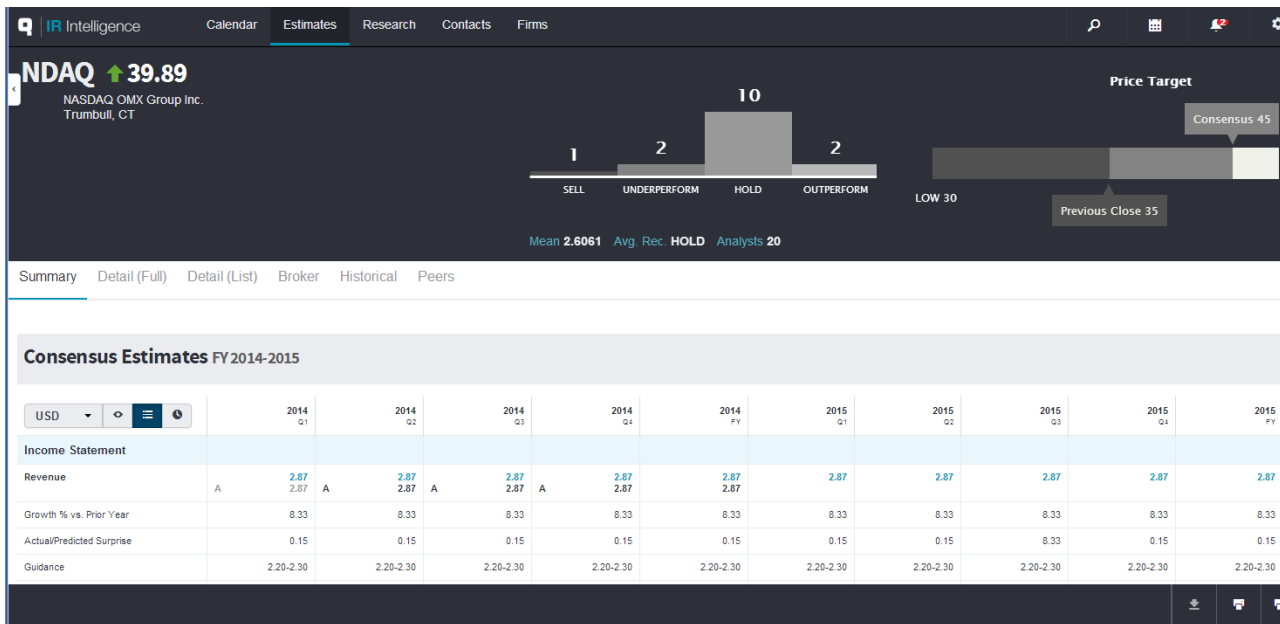 IR Intelligence Calendar Estimates Research Contacts Firms 2
NDAQ 39.89
NASDAQ OMX Group Inc.
Trumbull, CT
1 2 10 2
SELL UNDERPERFORM HOLD OUTPERFORM
Mean 2.6061 Avg. Rec. HOLD Analysts 20
Price Target
Consensus 45
LOW 30
Previous Close 35
Summary Detail (Full) Detail (List) Broker Historical Peers
Consensus Estimates FY 2014-2015
USD 2014 2014 2014 2014 2014 2015 2015 2015 2015 2015
Q1 Q2 Q3 Q4 FY Q1 Q2 Q3 Q4 FY
Income Statement
Revenue 2.87 2.87 2.87 2.87 2.87 2.87 2.87 2.87 2.87 2.87
A 2.87 A 2.87 A 2.87 A 2.87 2.87
Growth % vs. Prior Year 8.33 8.33 8.33 8.33 8.33 8.33 8.33 8.33 8.33 8.33
Actual/Predicted Surprise 0.15 0.15 0.15 0.15 0.15 0.15 0.15 8.33 0.15 0.15
Guidance 2.20-2.30 2.20-2.30 2.20-2.30 2.20-2.30 2.20-2.30 2.20-2.30 2.20-2.30 2.20-2.30 2.20-2.30 2.20-2.30